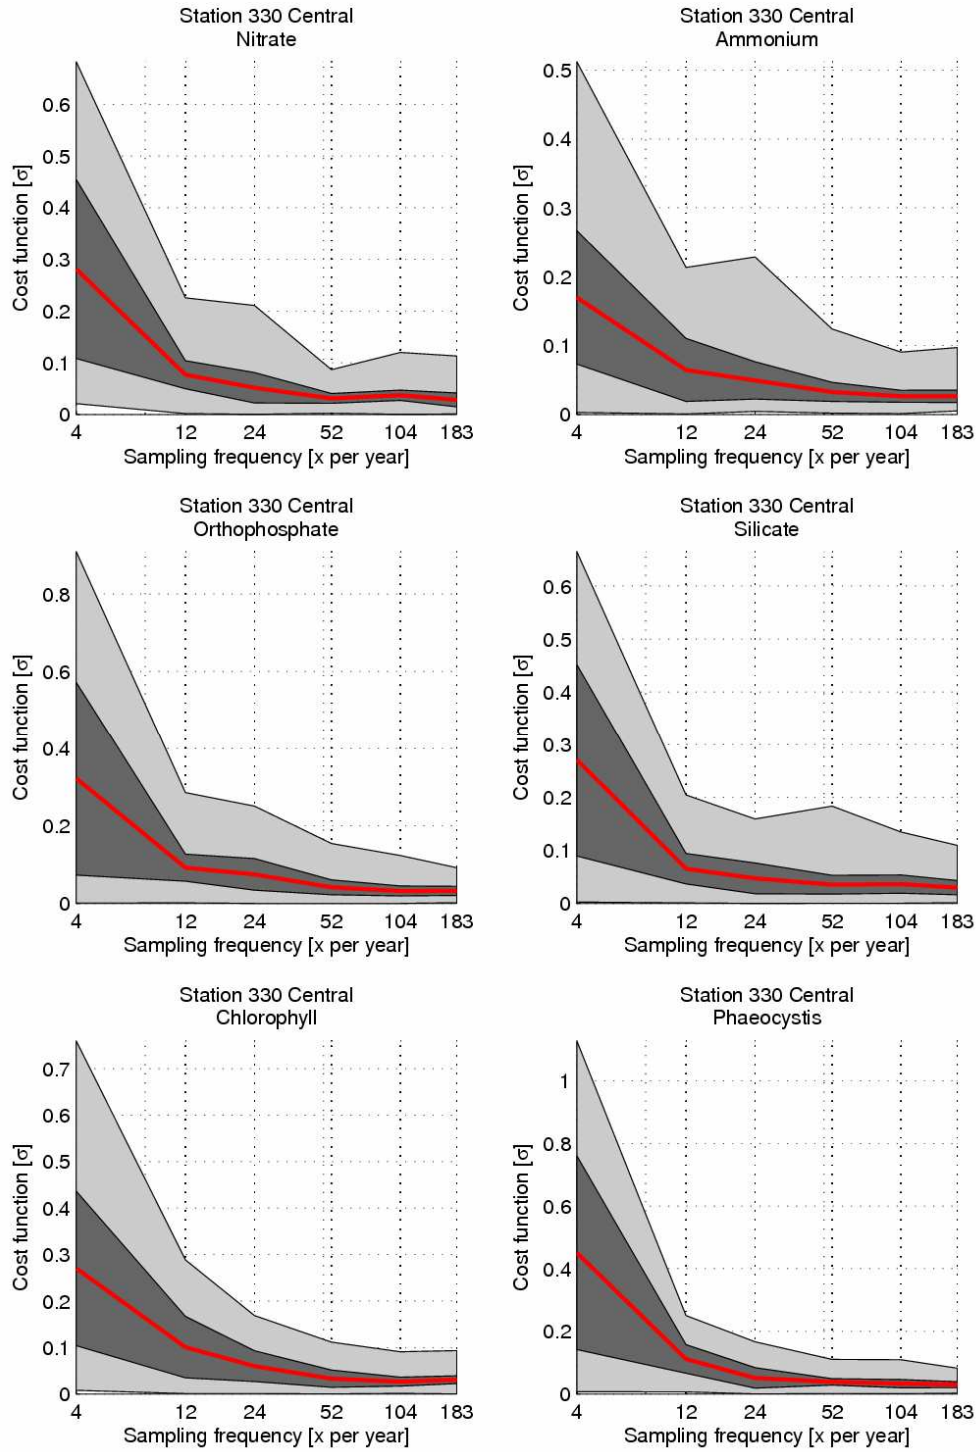 Station 330 Central
Nitrate
Cost function [σ]
0.6
0.5
0.4
0.3
0.2
0.1
0
4 12 24 52 104 183
Sampling frequency [x per year]
Station 330 Central
Ammonium
Cost function [σ]
0.5
0.4
0.3
0.2
0.1
0
4 12 24 52 104 183
Sampling frequency [x per year]
Station 330 Central
Orthophosphate
Cost function [σ]
0.8
0.6
0.4
0.2
0
4 12 24 52 104 183
Sampling frequency [x per year]
Station 330 Central
Silicate
Cost function [σ]
0.6
0.5
0.4
0.3
0.2
0.1
0
4 12 24 52 104 183
Sampling frequency [x per year]
Station 330 Central
Chlorophyll
Cost function [σ]
0.7
0.6
0.5
0.4
0.3
0.2
0.1
0
4 12 24 52 104 183
Sampling frequency [x per year]
Station 330 Central
Phaeocystis
Cost function [σ]
1
0.8
0.6
0.4
0.2
0
4 12 24 52 104 183
Sampling frequency [x per year]